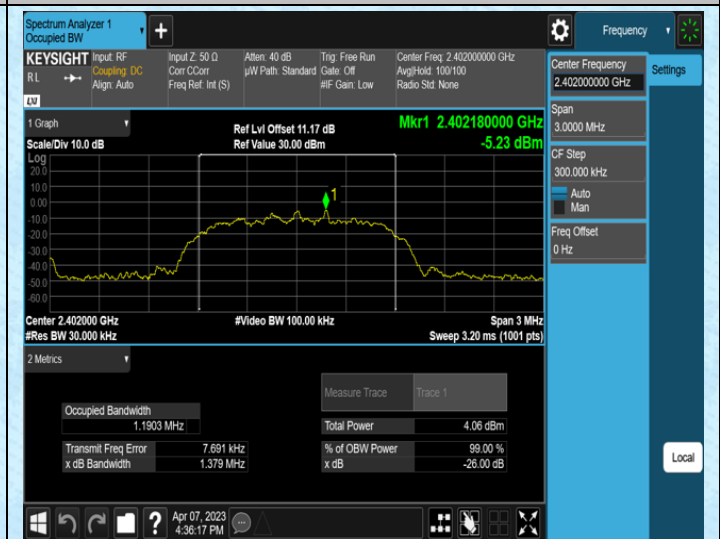 Spectrum Analyzer 1
Occupied BW
+
Frequency
KEYSIGHT
RL
LXI
Input: RF
Coupling: DC
Align: Auto
Input Z: 50 Ω
Corr CCorr
Freq Ref: Int (S)
Atten: 40 dB
µW Path: Standard
Trig: Free Run
Gate: Off
#IF Gain: Low
Center Freq: 2.402000000 GHz
Avg|Hold: 100/100
Radio Std: None
Center Frequency
2.402000000 GHz
Settings
Span
3.0000 MHz
CF Step
300.000 kHz
Auto
Man
Freq Offset
0 Hz
1 Graph
Scale/Div 10.0 dB
Ref Lvl Offset 11.17 dB
Ref Value 30.00 dBm
Mkr1 2.402180000 GHz
-5.23 dBm
Log
20.0
10.0
0.00
-10.0
-20.0
-30.0
-40.0
-50.0
-60.0
1
Center 2.402000 GHz
#Res BW 30.000 kHz
#Video BW 100.00 kHz
Span 3 MHz
Sweep 3.20 ms (1001 pts)
2 Metrics
Measure Trace Trace 1
Occupied Bandwidth
1.1903 MHz
Total Power 4.06 dBm
Transmit Freq Error 7.691 kHz
% of OBW Power 99.00 %
x dB Bandwidth 1.379 MHz
x dB -26.00 dB
Local
?
Apr 07, 2023
4:36:17 PM